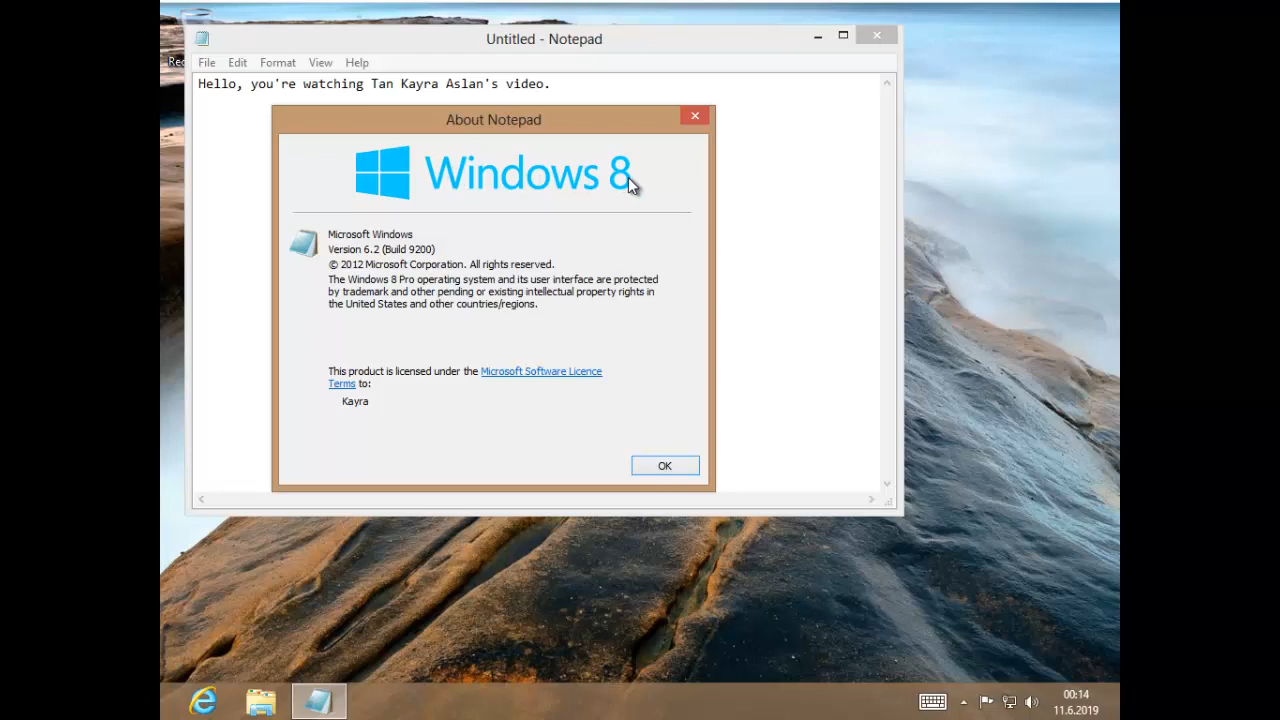 Untitled - Notepad
Rec
File Edit Format View Help
Hello, you're watching Tan Kayra Aslan's video.
About Notepad
Windows 8
Microsoft Windows
Version 6.2 (Build 9200)
© 2012 Microsoft Corporation. All rights reserved.
The Windows 8 Pro operating system and its user interface are protected
by trademark and other pending or existing intellectual property rights in
the United States and other countries/regions.
This product is licensed under the Microsoft Software Licence
Terms to:
Kayra
OK
00:14
11.6.2019